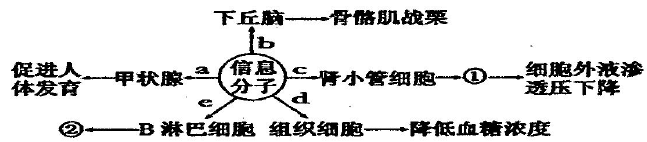 下丘脑 骨骼肌战栗
b
促进人体发育 甲状腺 a 信息分子 c 肾小管细胞 ① 细胞外液渗透压下降
e d
② B 淋巴细胞 组织细胞 降低血糖浓度